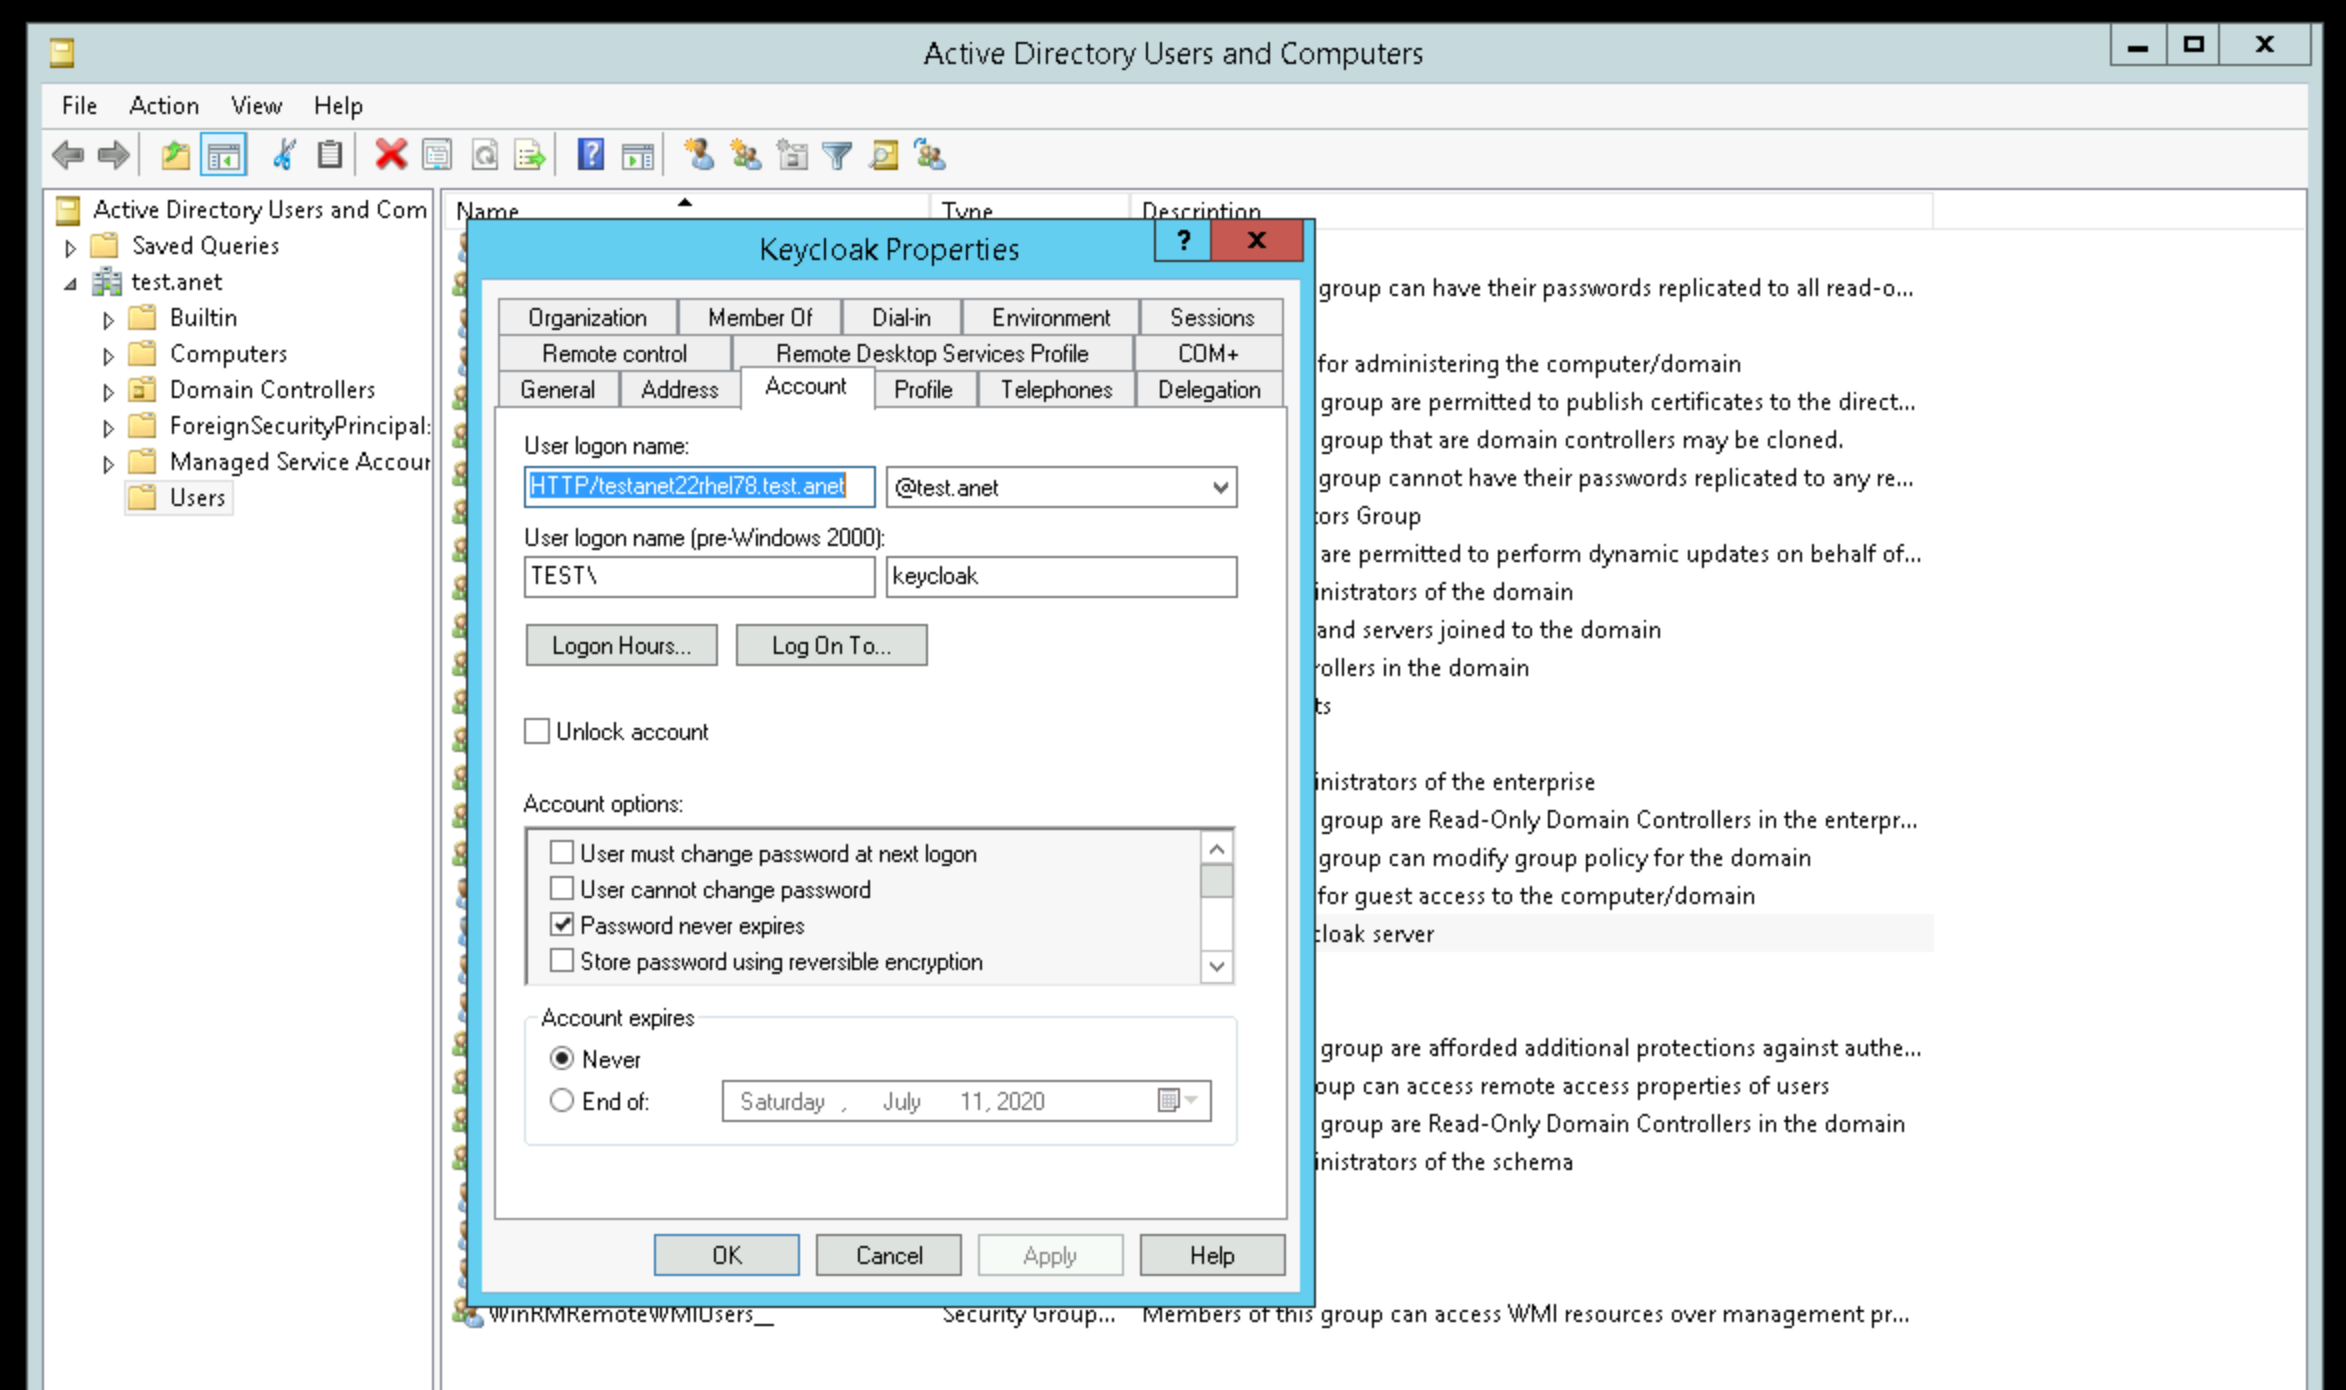 Active Directory Users and Computers
File Action View Help
Active Directory Users and Com
Saved Queries
test.anet
Builtin
Computers
Domain Controllers
ForeignSecurityPrincipal:
Managed Service Accour
Users
Name Type Description
Keycloak Properties
? x
Organization Member Of Dial-in Environment Sessions
Remote control Remote Desktop Services Profile COM+
General Address Account Profile Telephones Delegation
User logon name:
HTTP/testanet22rhel78.test.anet @test.anet
User logon name (pre-Windows 2000):
TEST\ keycloak
Logon Hours... Log On To...
Unlock account
Account options:
User must change password at next logon
User cannot change password
Password never expires
Store password using reversible encryption
Account expires
Never
End of: Saturday , July 11, 2020
OK Cancel Apply Help
group can have their passwords replicated to all read-o...
for administering the computer/domain
group are permitted to publish certificates to the direct...
group that are domain controllers may be cloned.
group cannot have their passwords replicated to any re...
tors Group
are permitted to perform dynamic updates on behalf of...
inistrators of the domain
and servers joined to the domain
rollers in the domain
ts
inistrators of the enterprise
group are Read-Only Domain Controllers in the enterpr...
group can modify group policy for the domain
for guest access to the computer/domain
cloak server
group are afforded additional protections against authe...
oup can access remote access properties of users
group are Read-Only Domain Controllers in the domain
inistrators of the schema
WinRMRemoteWMIUsers__ Security Group... Members of this group can access WMI resources over management pr...